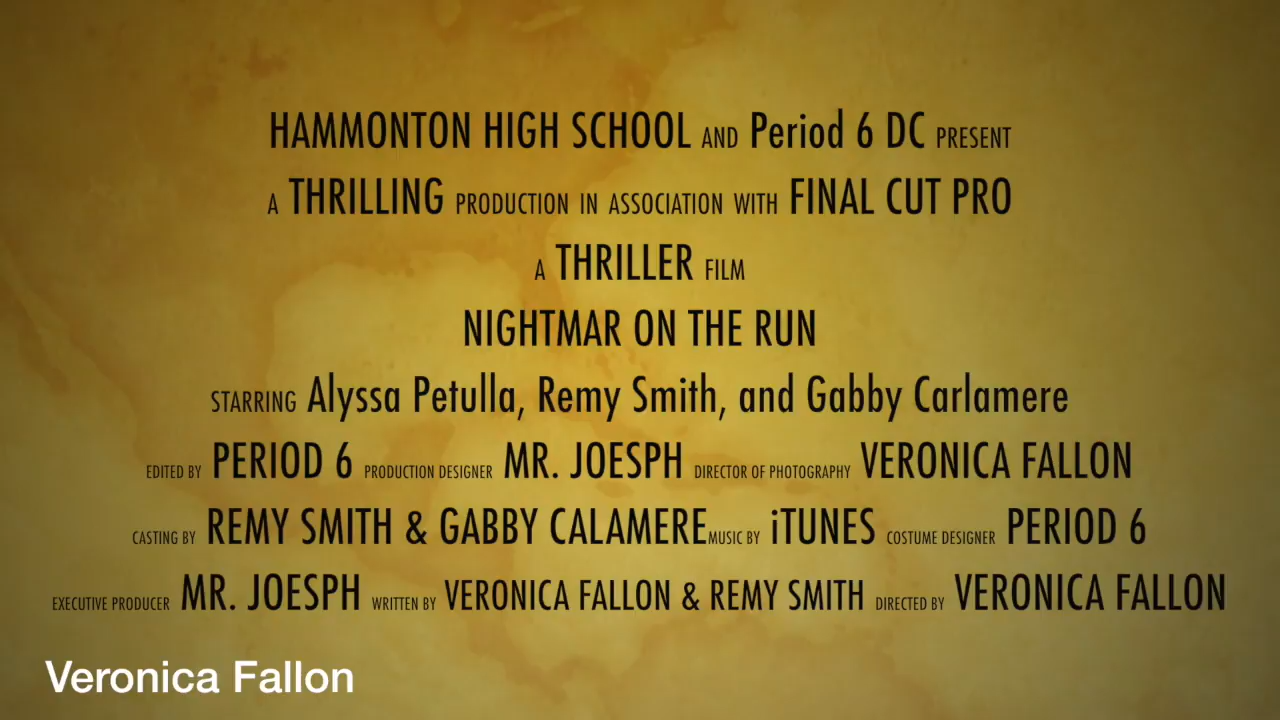 HAMMONTON HIGH SCHOOL AND Period 6 DC PRESENT
A THRILLING PRODUCTION IN ASSOCIATION WITH FINAL CUT PRO
A THRILLER FILM
NIGHTMAR ON THE RUN
STARRING Alyssa Petulla, Remy Smith, and Gabby Carlamere
EDITED BY PERIOD 6 PRODUCTION DESIGNER MR. JOESPH DIRECTOR OF PHOTOGRAPHY VERONICA FALLON
CASTING BY REMY SMITH & GABBY CALAMERE MUSIC BY iTUNES COSTUME DESIGNER PERIOD 6
EXECUTIVE PRODUCER MR. JOESPH WRITTEN BY VERONICA FALLON & REMY SMITH DIRECTED BY VERONICA FALLON
Veronica Fallon